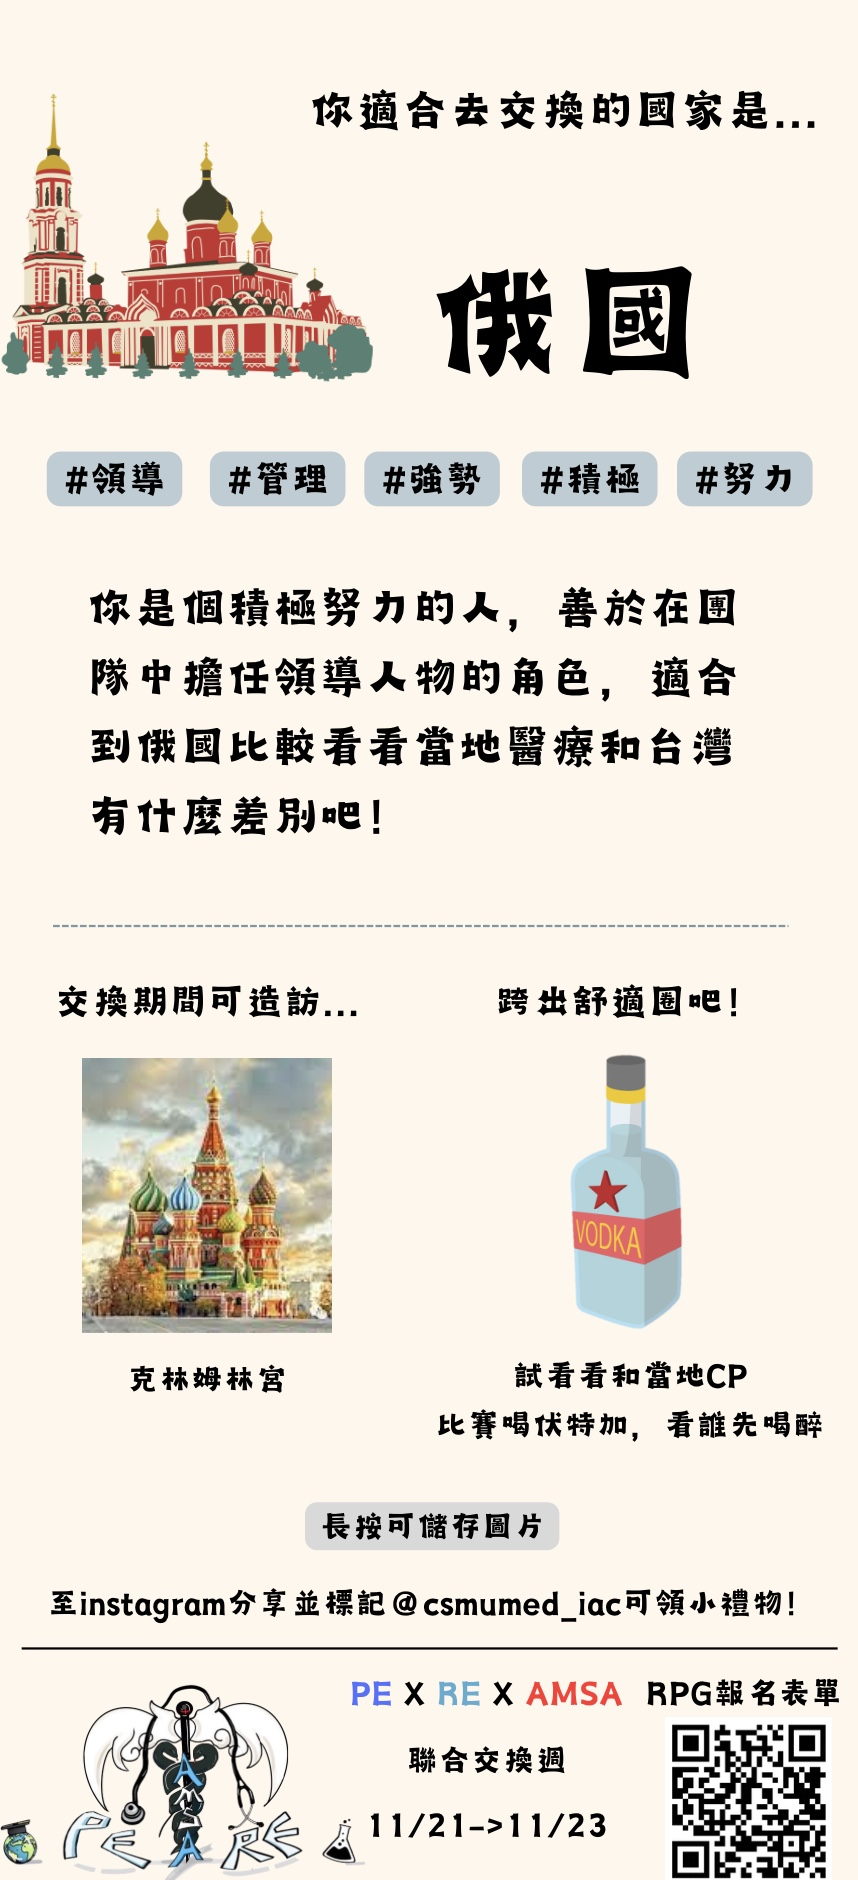 你適合去交換的國家是...
俄國
#領導 #管理 #強勢 #積極 #努力
你是個積極努力的人，善於在團
隊中擔任領導人物的角色，適合
到俄國比較看看當地醫療和台灣
有什麼差別吧！
交換期間可造訪...
跨出舒適圈吧！
VODKA
克林姆林宮
試看看和當地CP
比賽喝伏特加，看誰先喝醉
長按可儲存圖片
至instagram分享並標記@csmumed_iac可領小禮物！
PE X RE X AMSA
RPG報名表單
聯合交換週
11/21->11/23
AMSA
PE RE